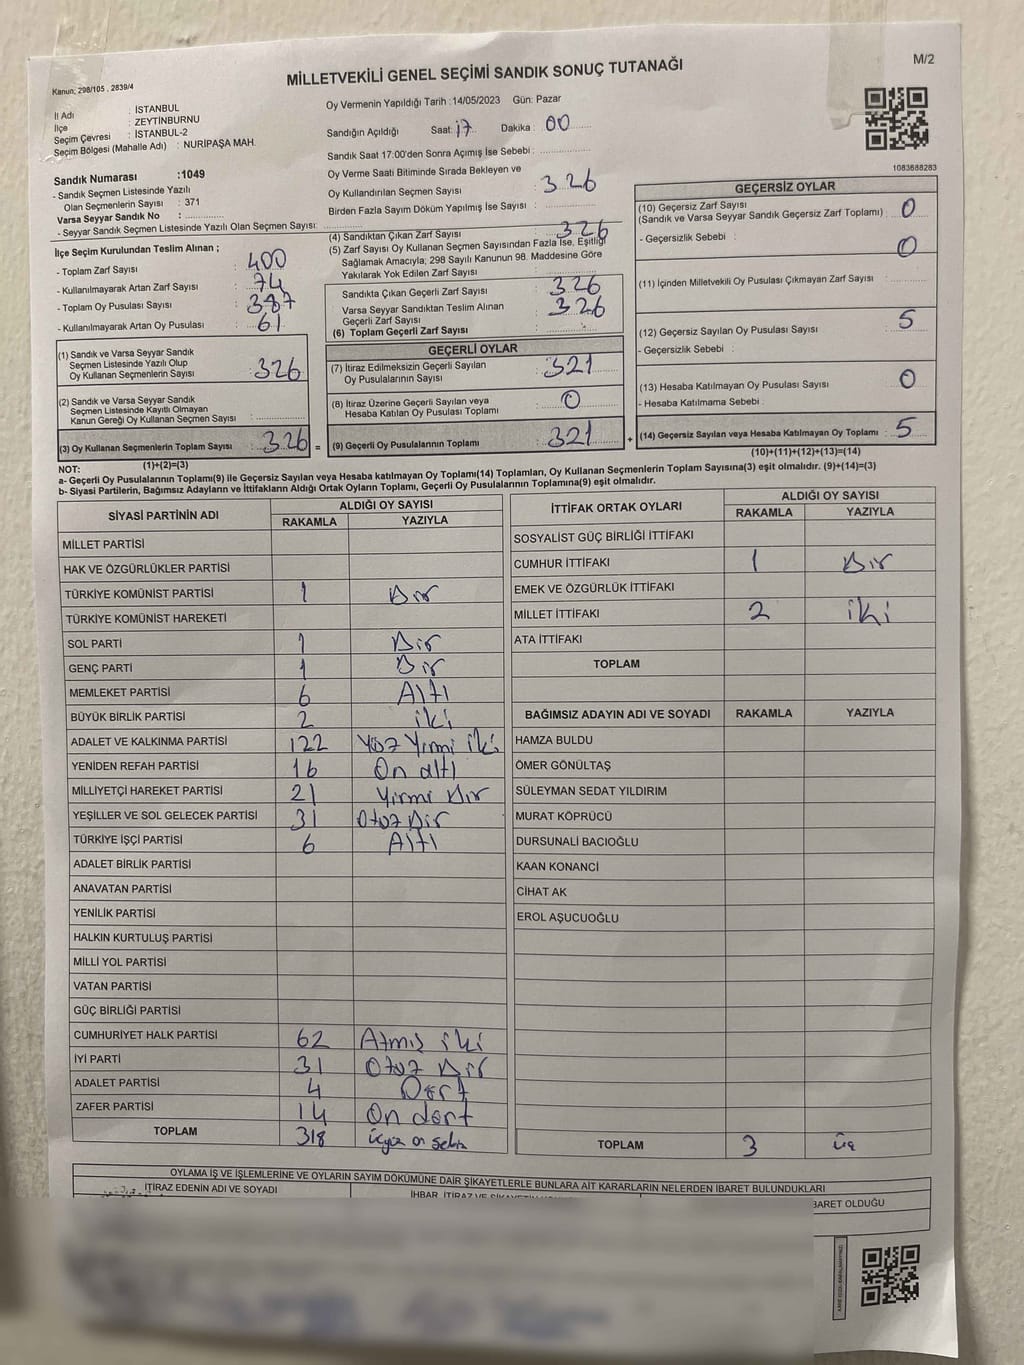 Kanun; 298/105 , 2839/4
MİLLETVEKİLİ GENEL SEÇİMİ SANDIK SONUÇ TUTANAĞI
M/2
İl Adı : İSTANBUL
İlçe : ZEYTİNBURNU
Seçim Çevresi : İSTANBUL-2
Seçim Bölgesi (Mahalle Adı) : NURİPAŞA MAH.
Sandık Numarası :1049
- Sandık Seçmen Listesinde Yazılı
Olan Seçmenlerin Sayısı : 371
Varsa Seyyar Sandık No :
- Seyyar Sandık Seçmen Listesinde Yazılı Olan Seçmen Sayısı:
Oy Vermenin Yapıldığı Tarih :14/05/2023 Gün: Pazar
Sandığın Açıldığı Saat: 17 Dakika : 00
Sandık Saat 17:00'den Sonra Açmış İse Sebebi :
Oy Verme Saati Bitiminde Sırada Bekleyen ve
Oy Kullandırılan Seçmen Sayısı : 326
Birden Fazla Sayım Döküm Yapılmış İse Sayısı :
1083688283
İlçe Seçim Kurulundan Teslim Alınan ;
- Toplam Zarf Sayısı : 400
- Kullanılmayarak Artan Zarf Sayısı : 74
- Toplam Oy Pusulası Sayısı : 387
- Kullanılmayarak Artan Oy Pusulası : 61
(4) Sandıktan Çıkan Zarf Sayısı : 326
(5) Zarf Sayısı Oy Kullanan Seçmen Sayısından Fazla İse, Eşitliği
Sağlamak Amacıyla; 298 Sayılı Kanunun 98. Maddesine Göre
Yakılarak Yok Edilen Zarf Sayısı :
Sandıkta Çıkan Geçerli Zarf Sayısı : 326
Varsa Seyyar Sandıktan Teslim Alınan
Geçerli Zarf Sayısı : 326
(6) Toplam Geçerli Zarf Sayısı :
GEÇERSİZ OYLAR
(10) Geçersiz Zarf Sayısı
(Sandık ve Varsa Seyyar Sandık Geçersiz Zarf Toplamı) : 0
- Geçersizlik Sebebi : 0
(11) İçinden Milletvekili Oy Pusulası Çıkmayan Zarf Sayısı :
(12) Geçersiz Sayılan Oy Pusulası Sayısı : 5
- Geçersizlik Sebebi :
(13) Hesaba Katılmayan Oy Pusulası Sayısı : 0
- Hesaba Katılmama Sebebi :
(14) Geçersiz Sayılan veya Hesaba Katılmayan Oy Toplamı : 5
(10)+(11)+(12)+(13)=(14)
(1) Sandık ve Varsa Seyyar Sandık
Seçmen Listesinde Yazılı Olup
Oy Kullanan Seçmenlerin Sayısı : 326
(2) Sandık ve Varsa Seyyar Sandık
Seçmen Listesinde Kayıtlı Olmayan
Kanun Gereği Oy Kullanan Seçmen Sayısı :
(3) Oy Kullanan Seçmenlerin Toplam Sayısı : 326 =
(1)+(2)=(3)
GEÇERLİ OYLAR
(7) İtiraz Edilmeksizin Geçerli Sayılan
Oy Pusulalarının Sayısı : 321
(8) İtiraz Üzerine Geçerli Sayılan veya
Hesaba Katılan Oy Pusulası Toplamı : 0
(9) Geçerli Oy Pusulalarının Toplamı : 321 +
NOT:
a- Geçerli Oy Pusulalarının Toplamı(9) ile Geçersiz Sayılan veya Hesaba Katılmayan Oy Toplamı(14) Toplamları, Oy Kullanan Seçmenlerin Toplam Sayısına(3) eşit olmalıdır. (9)+(14)=(3)
b- Siyasi Partilerin, Bağımsız Adayların ve İttifakların Aldığı Ortak Oyların Toplamı, Geçerli Oy Pusulalarının Toplamına(9) eşit olmalıdır.
SİYASİ PARTİNİN ADI ALDIĞI OY SAYISI
RAKAMLA YAZIYLA
MİLLET PARTİSİ
HAK VE ÖZGÜRLÜKLER PARTİSİ
TÜRKİYE KOMÜNİST PARTİSİ 1 Bir
TÜRKİYE KOMÜNİST HAREKETİ
SOL PARTİ 1 Bir
GENÇ PARTİ 1 Bir
MEMLEKET PARTİSİ 6 Altı
BÜYÜK BİRLİK PARTİSİ 2 iki
ADALET VE KALKINMA PARTİSİ 122 Yüz Yirmi iki
YENİDEN REFAH PARTİSİ 16 On altı
MİLLİYETÇİ HAREKET PARTİSİ 21 Yirmi Bir
YEŞİLLER VE SOL GELECEK PARTİSİ 31 Otuz Bir
TÜRKİYE İŞÇİ PARTİSİ 6 Altı
ADALET BİRLİK PARTİSİ
ANAVATAN PARTİSİ
YENİLİK PARTİSİ
HALKIN KURTULUŞ PARTİSİ
MİLLİ YOL PARTİSİ
VATAN PARTİSİ
GÜÇ BİRLİĞİ PARTİSİ
CUMHURİYET HALK PARTİSİ 62 Atmış iki
İYİ PARTİ 31 Otuz Bir
ADALET PARTİSİ 4 Dört
ZAFER PARTİSİ 14 On dört
TOPLAM 318 üçyüz on sekiz
İTTİFAK ORTAK OYLARI ALDIĞI OY SAYISI
RAKAMLA YAZIYLA
SOSYALİST GÜÇ BİRLİĞİ İTTİFAKI
CUMHUR İTTİFAKI 1 Bir
EMEK VE ÖZGÜRLÜK İTTİFAKI
MİLLET İTTİFAKI 2 iki
ATA İTTİFAKI
TOPLAM
BAĞIMSIZ ADAYIN ADI VE SOYADI RAKAMLA YAZIYLA
HAMZA BULDU
ÖMER GÖNÜLTAŞ
SÜLEYMAN SEDAT YILDIRIM
MURAT KÖPRÜCÜ
DURSUNALİ BACIOĞLU
KAAN KONANCİ
CİHAT AK
EROL AŞUCUOĞLU
TOPLAM 3 üç
OYLAMA İŞ VE İŞLEMLERİNE VE OYLARIN SAYIM DÖKÜMÜNE DAİR ŞİKAYETLERLE BUNLARA AİT KARARLARIN NELERDEN İBARET BULUNDUKLARI
İTİRAZ EDENİN ADI VE SOYADI
BARET OLDUĞU